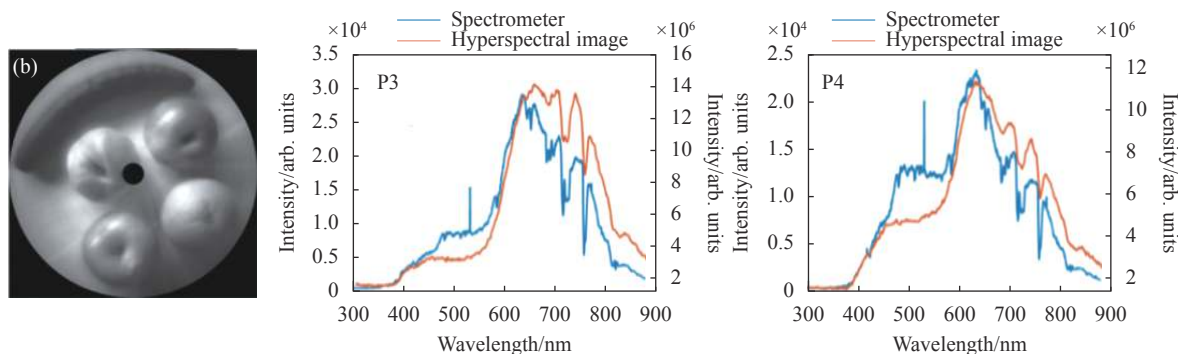 (b)
×10⁴
Spectrometer
Hyperspectral image
×10⁶
P3
Intensity/arb. units
3.5
3.0
2.5
2.0
1.5
1.0
0.5
0
16
14
12
10
8
6
4
2
Intensity/arb. units
300 400 500 600 700 800 900
Wavelength/nm
×10⁴
Spectrometer
Hyperspectral image
×10⁶
P4
Intensity/arb. units
2.5
2.0
1.5
1.0
0.5
0
12
10
8
6
4
2
Intensity/arb. units
300 400 500 600 700 800 900
Wavelength/nm